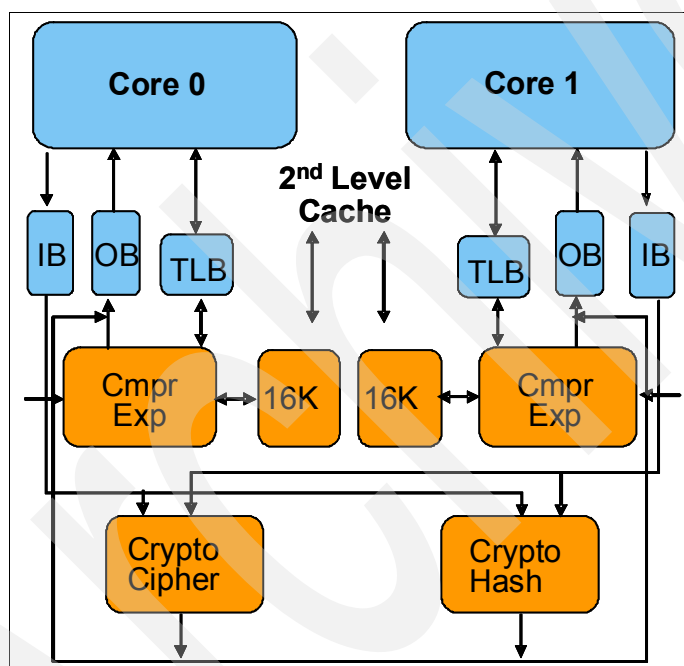 Core 0
Core 1
2nd Level
Cache
IB
OB
TLB
TLB
OB
IB
Cmpr
Exp
16K
16K
Cmpr
Exp
Crypto
Cipher
Crypto
Hash